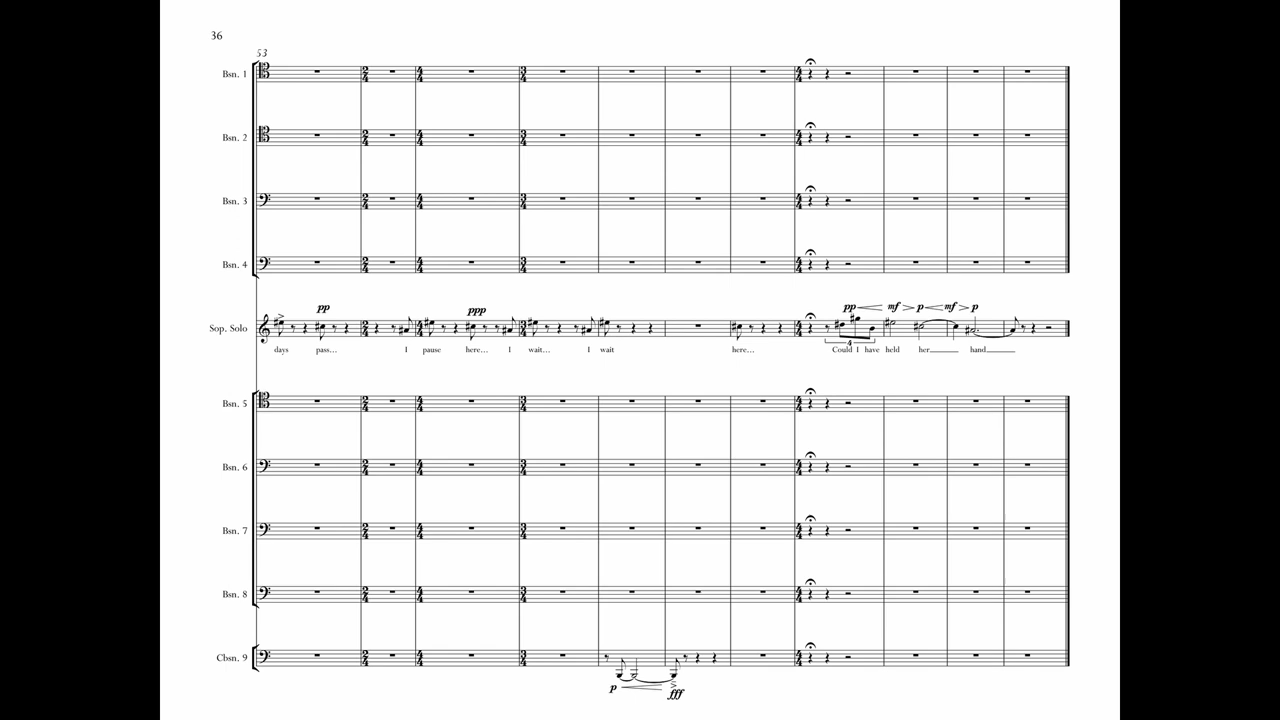 36
53
Bsn. 1
Bsn. 2
Bsn. 3
Bsn. 4
pp ppp pp mf p mf p
Sop. Solo
4
days pass... I pause here... I wait... I wait here... Could I have held her hand
Bsn. 5
Bsn. 6
Bsn. 7
Bsn. 8
Cbsn. 9
p fff